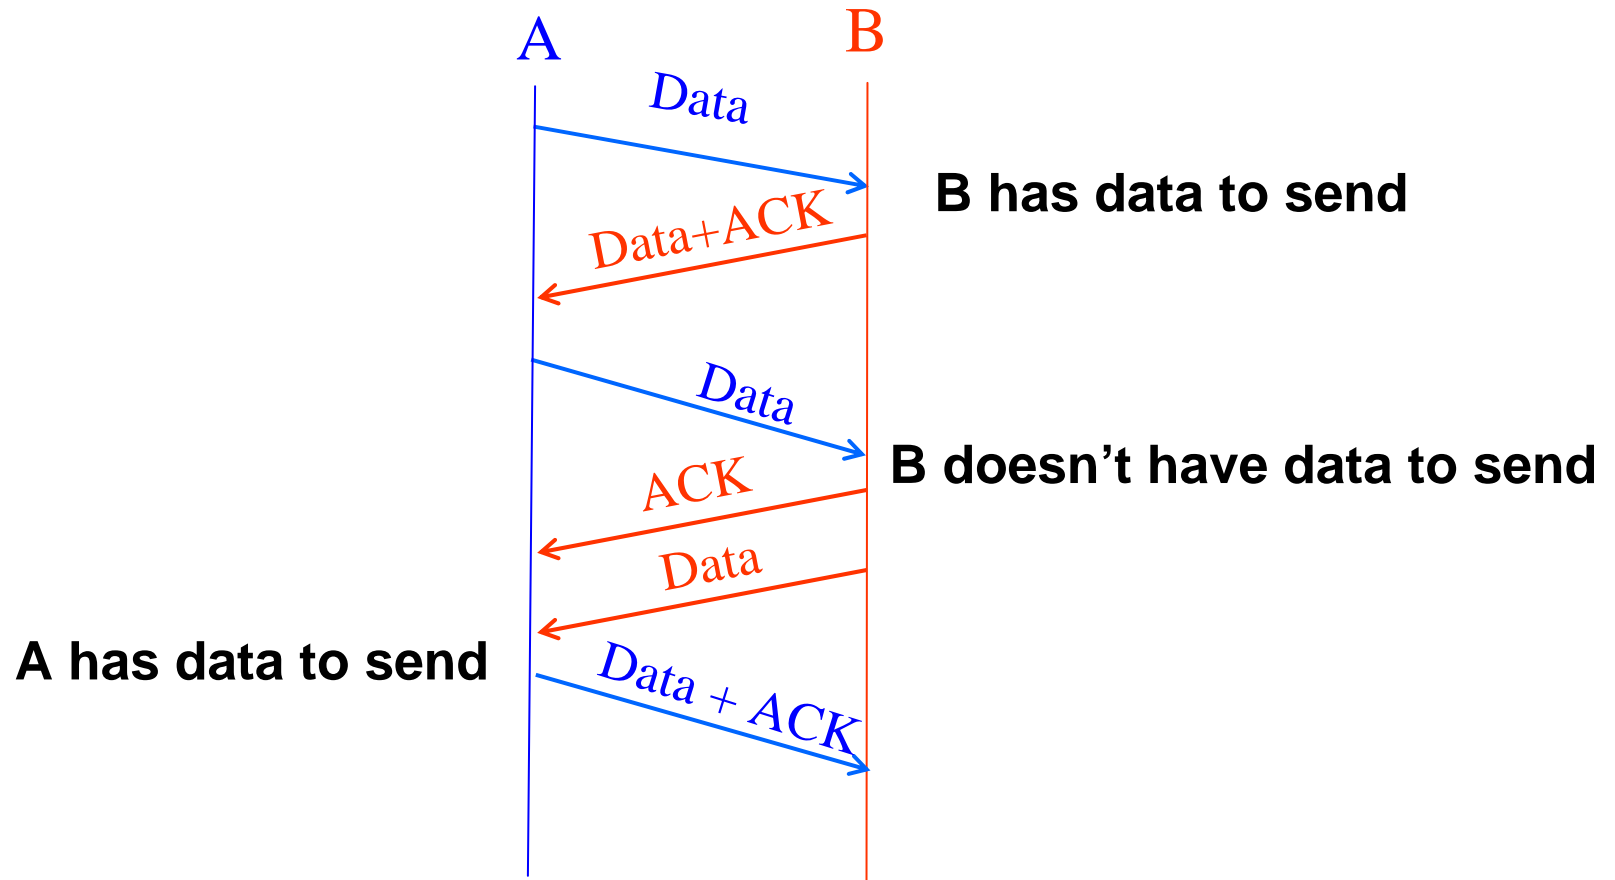 A
B
Data
B has data to send
Data+ACK
Data
B doesn’t have data to send
ACK
Data
A has data to send
Data + ACK